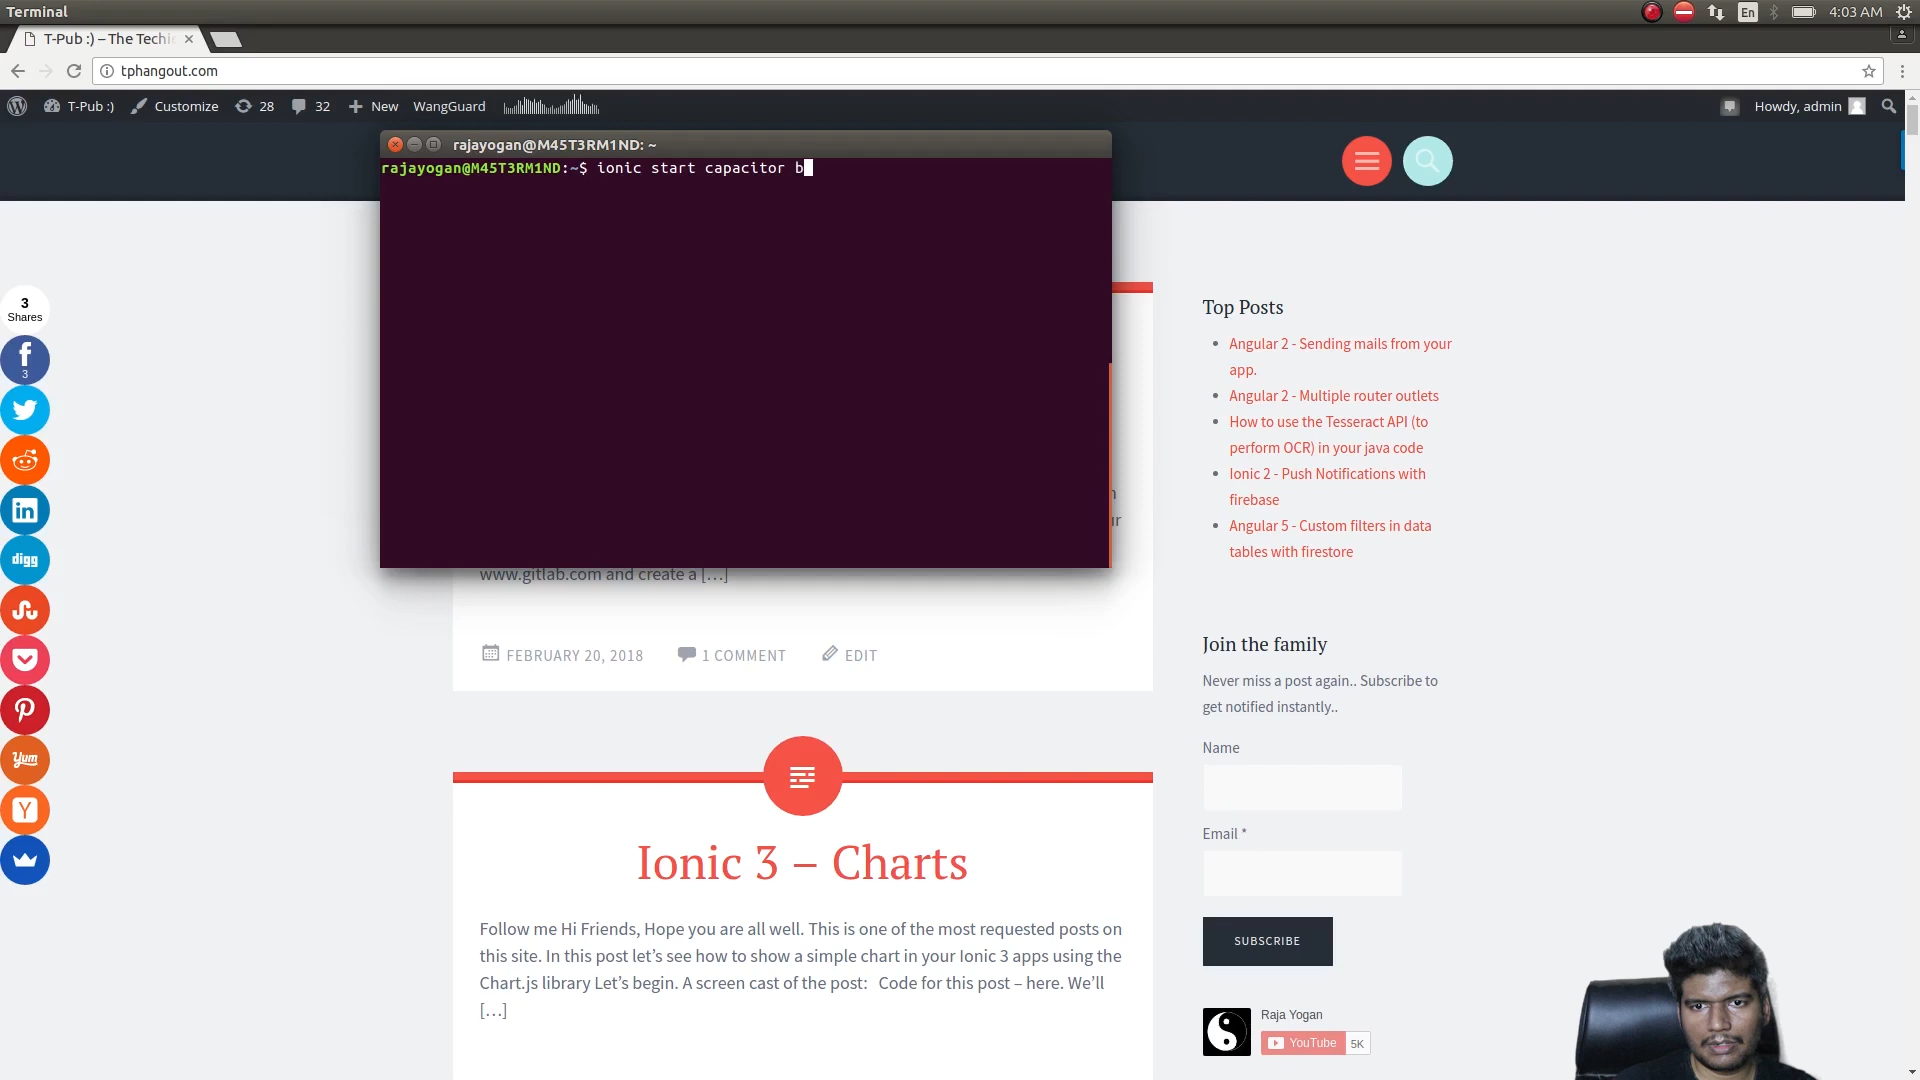 Terminal
En
4:03 AM
T-Pub :) – The Techi
tphangout.com
T-Pub :)
Customize
28
32
New
WangGuard
Howdy, admin
rajayogan@M45T3RM1ND: ~
rajayogan@M45T3RM1ND:~$ ionic start capacitor b
3
Shares
3
digg
Yum
Y
ur
www.gitlab.com and create a […]
FEBRUARY 20, 2018
1 COMMENT
EDIT
Ionic 3 – Charts
Follow me Hi Friends, Hope you are all well. This is one of the most requested posts on
this site. In this post let’s see how to show a simple chart in your Ionic 3 apps using the
Chart.js library Let’s begin. A screen cast of the post: Code for this post – here. We’ll
[…]
Top Posts
Angular 2 - Sending mails from your
app.
Angular 2 - Multiple router outlets
How to use the Tesseract API (to
perform OCR) in your java code
Ionic 2 - Push Notifications with
firebase
Angular 5 - Custom filters in data
tables with firestore
Join the family
Never miss a post again.. Subscribe to
get notified instantly..
Name
Email *
SUBSCRIBE
Raja Yogan
YouTube
5K